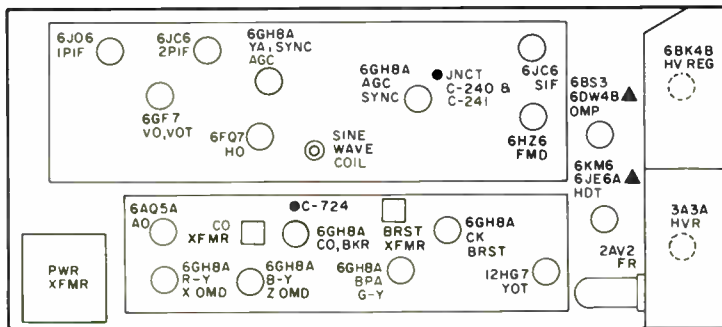 6JO6
1PIF
6JC6
2PIF
6GH8A
YA, SYNC
AGC
6GF7
VO, VOT
6FQ7
HO
SINE
WAVE
COIL
6GH8A
AGC
SYNC
JNCT
C-240 &
C-241
6JC6
SIF
6HZ6
FMD
6BS3
6DW4B
DMP
6KM6
6JE6A
HDT
6BK4B
HV REG
3A3A
HVR
2AV2
FR
PWR
XFMR
6AQ5A
AO
CO
XFMR
C-724
6GH8A
CO, BKR
BRST
XFMR
6GH8A
CK
BRST
6GH8A
R-Y
X DMD
6GH8A
B-Y
Z DMD
6GH8A
BPA
G-Y
12HG7
YOT